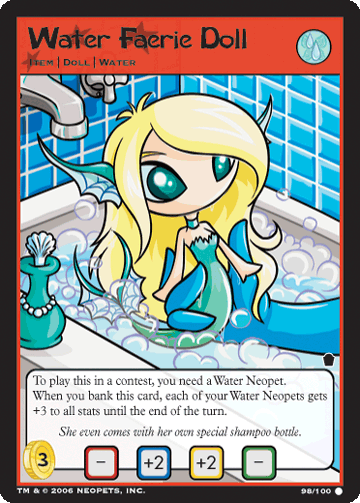 Water Faerie Doll
Item | Doll | Water
To play this in a contest, you need a Water Neopet.
When you bank this card, each of your Water Neopets gets
+3 to all stats until the end of the turn.
She even comes with her own special shampoo bottle.
3 – +2 +2 –
TM & © 2006 NEOPETS, INC. 98/100